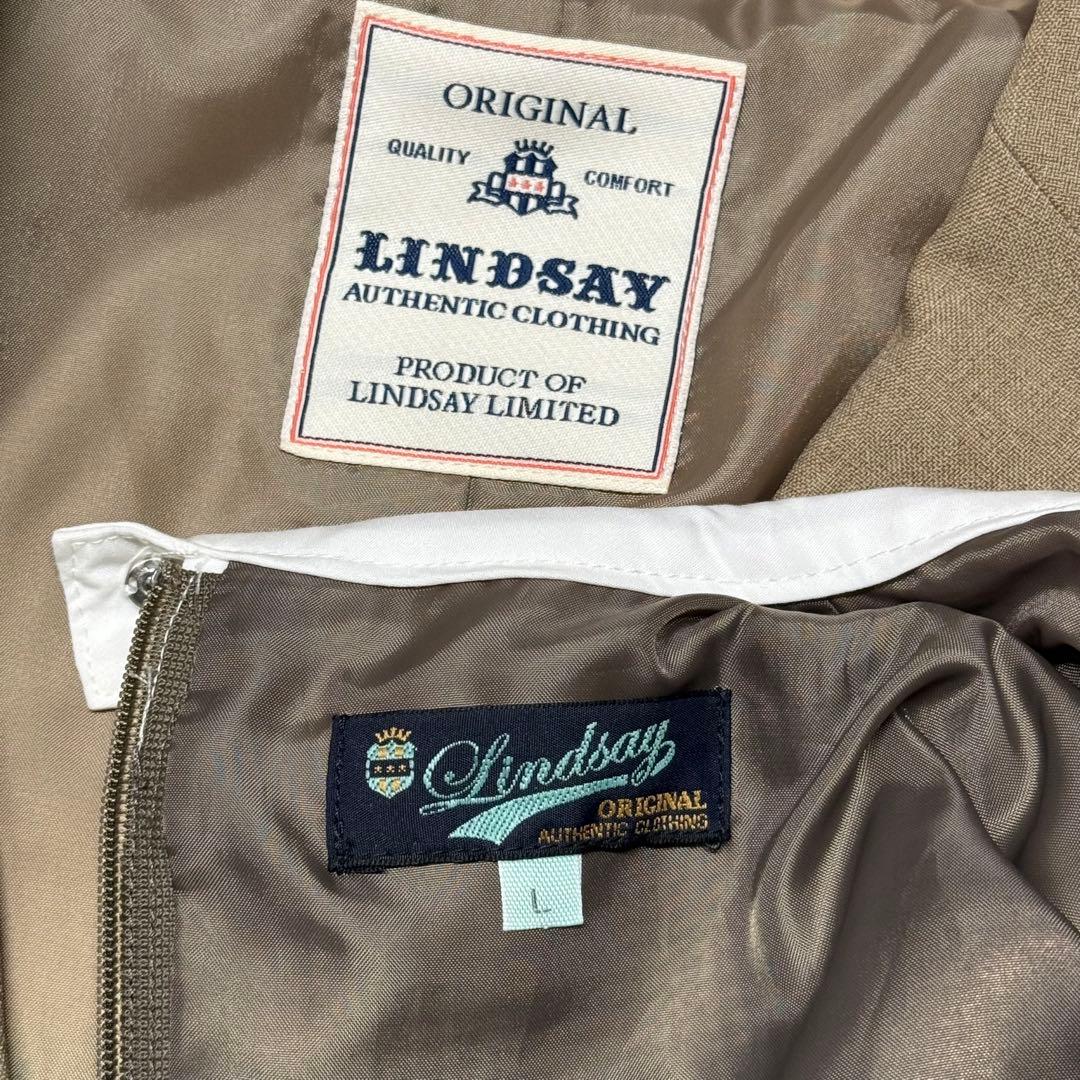 ORIGINAL
QUALITY COMFORT
LINDSAY
AUTHENTIC CLOTHING
PRODUCT OF
LINDSAY LIMITED
Lindsay
ORIGINAL
AUTHENTIC CLOTHING
L